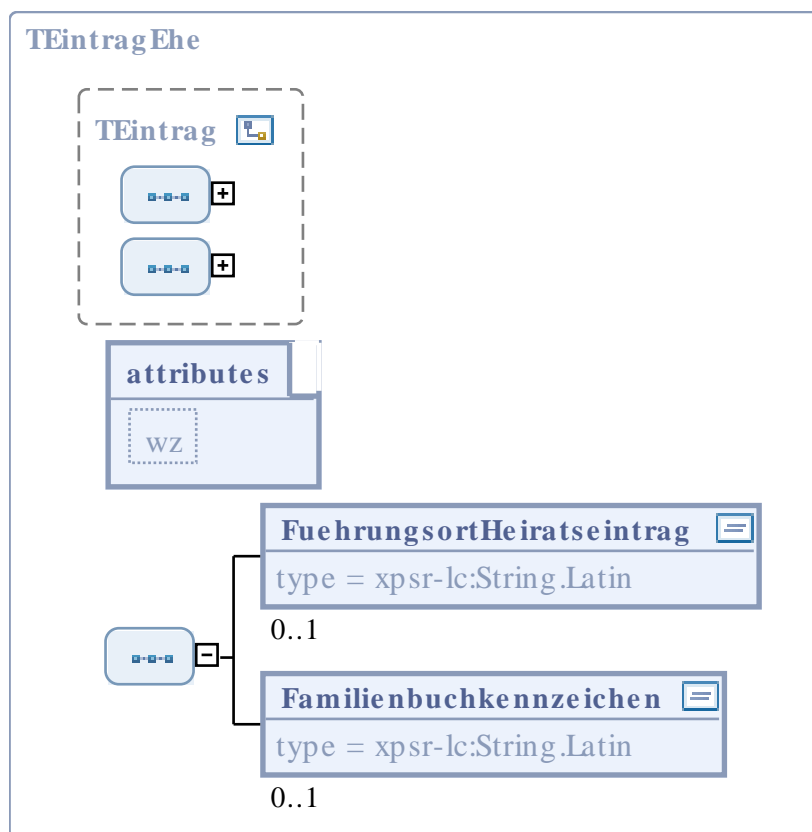 TEintragEhe
TEintrag
attributes
wz
FuehrungsortHeiratseintrag
type = xpsr-lc:String.Latin
0..1
Familienbuchkennzeichen
type = xpsr-lc:String.Latin
0..1